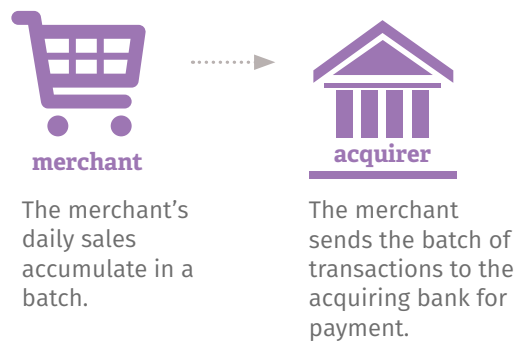 merchant
The merchant's
daily sales
accumulate in a
batch.
acquirer
The merchant
sends the batch of
transactions to the
acquiring bank for
payment.